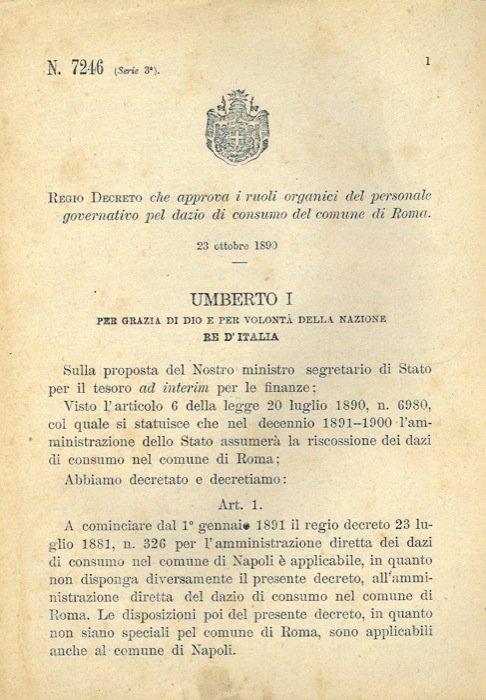 N. 7246 (Serie 3ª).
1
REGIO DECRETO che approva i ruoli organici del personale
governativo pel dazio di consumo del comune di Roma.
23 ottobre 1890
UMBERTO I
PER GRAZIA DI DIO E PER VOLONTÀ DELLA NAZIONE
RE D'ITALIA
Sulla proposta del Nostro ministro segretario di Stato
per il tesoro ad interim per le finanze;
Visto l'articolo 6 della legge 20 luglio 1890, n. 6980,
col quale si statuisce che nel decennio 1891–1900 l'am-
ministrazione dello Stato assumerà la riscossione dei dazi
di consumo nel comune di Roma;
Abbiamo decretato e decretiamo:
Art. 1.
A cominciare dal 1° gennaio 1891 il regio decreto 23 lu-
glio 1881, n. 326 per l'amministrazione diretta dei dazi
di consumo nel comune di Napoli è applicabile, in quanto
non disponga diversamente il presente decreto, all'ammi-
nistrazione diretta del dazio di consumo nel comune di
Roma. Le disposizioni poi del presente decreto, in quanto
non siano speciali pel comune di Roma, sono applicabili
anche al comune di Napoli.